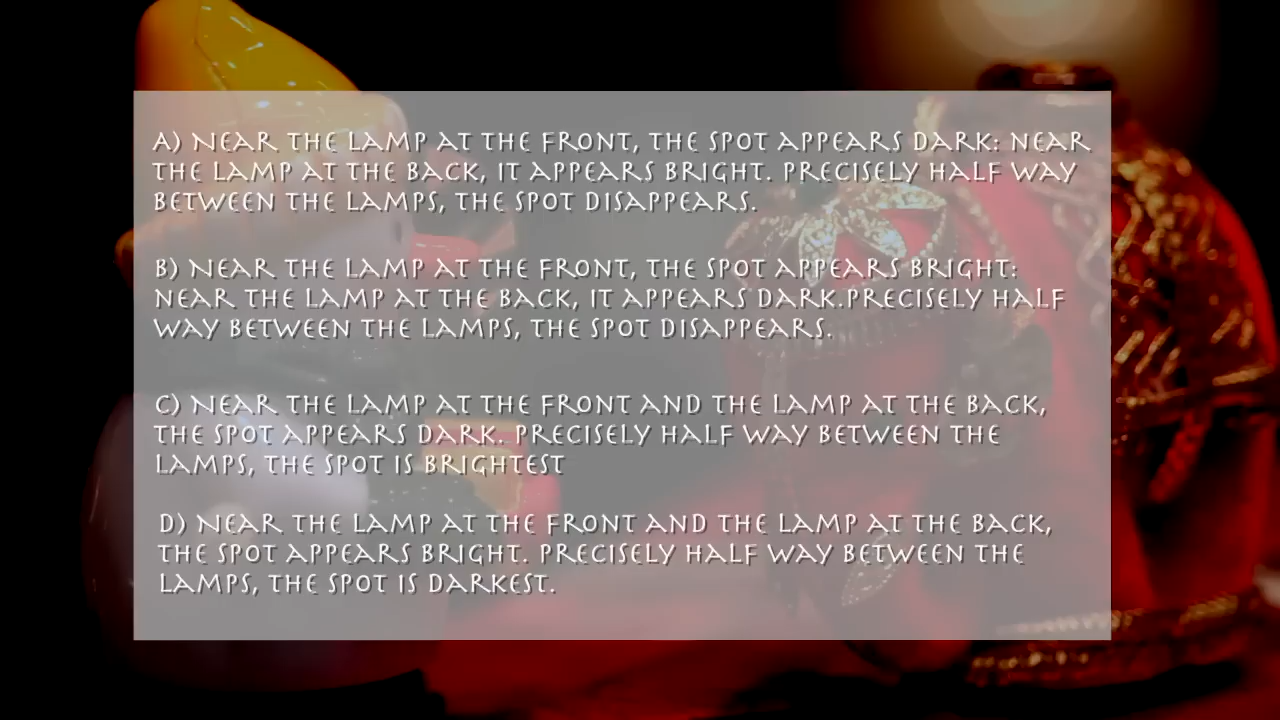 A) Near the lamp at the front, the spot appears dark: near
the lamp at the back, it appears bright. Precisely half way
between the lamps, the spot disappears.
B) Near the lamp at the front, the spot appears bright:
near the lamp at the back, it appears dark.Precisely half
way between the lamps, the spot disappears.
C) Near the lamp at the front and the lamp at the back,
the spot appears dark. Precisely half way between the
lamps, the spot is brightest
D) Near the lamp at the front and the lamp at the back,
the spot appears bright. Precisely half way between the
lamps, the spot is darkest.